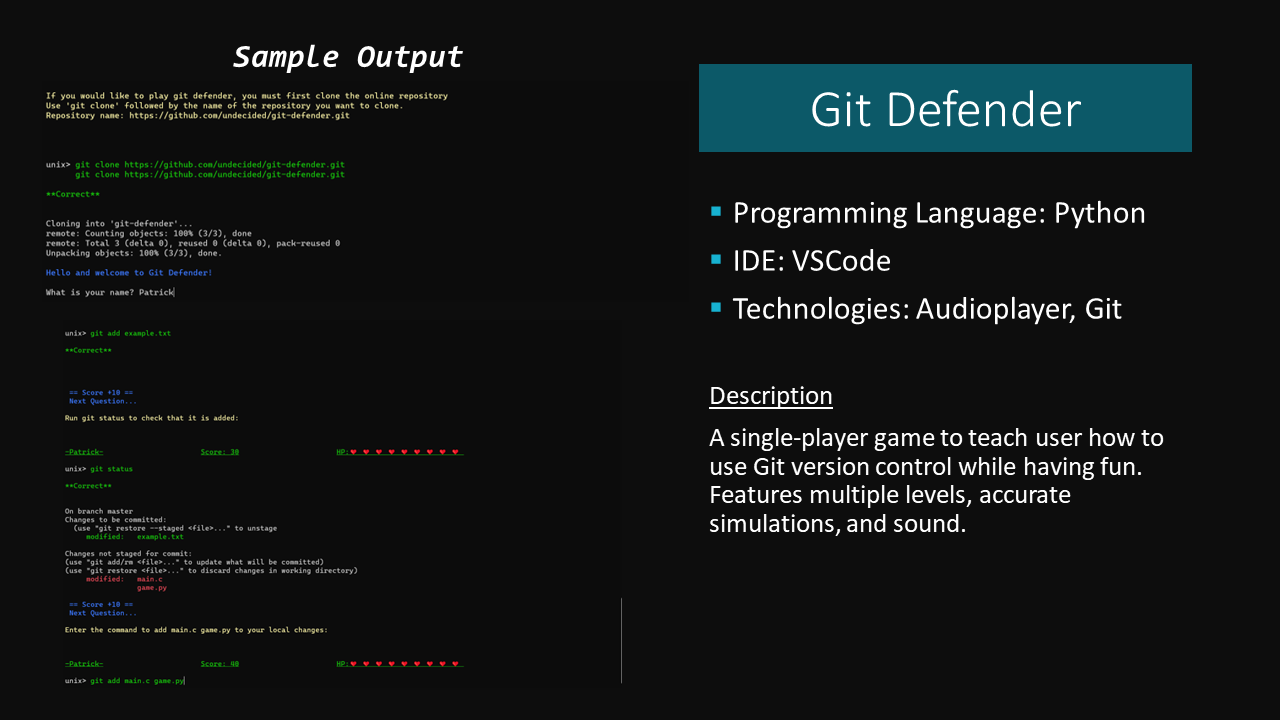 Sample Output
If you would like to play git defender, you must first clone the online repository
Use 'git clone' followed by the name of the repository you want to clone.
Repository name: https://github.com/undecided/git-defender.git
unix> git clone https://github.com/undecided/git-defender.git
git clone https://github.com/undecided/git-defender.git
**Correct**
Cloning into 'git-defender'...
remote: Counting objects: 100% (3/3), done
remote: Total 3 (delta 0), reused 0 (delta 0), pack-reused 0
Unpacking objects: 100% (3/3), done.
Hello and welcome to Git Defender!
What is your name? Patrick
unix> git add example.txt
**Correct**
== Score +10 ==
Next Question...
Run git status to check that it is added:
~Patrick~ Score: 30 HP:♥ ♥ ♥ ♥ ♥ ♥ ♥ ♥ ♥
unix> git status
**Correct**
On branch master
Changes to be committed:
(use "git restore --staged <file>..." to unstage
modified: example.txt
Changes not staged for commit:
(use "git add/rm <file>..." to update what will be committed)
(use "git restore <file>..." to discard changes in working directory)
modified: main.c
game.py
== Score +10 ==
Next Question...
Enter the command to add main.c game.py to your local changes:
~Patrick~ Score: 40 HP:♥ ♥ ♥ ♥ ♥ ♥ ♥ ♥ ♥
unix> git add main.c game.py
Git Defender
▪ Programming Language: Python
▪ IDE: VSCode
▪ Technologies: Audioplayer, Git
Description
A single-player game to teach user how to
use Git version control while having fun.
Features multiple levels, accurate
simulations, and sound.